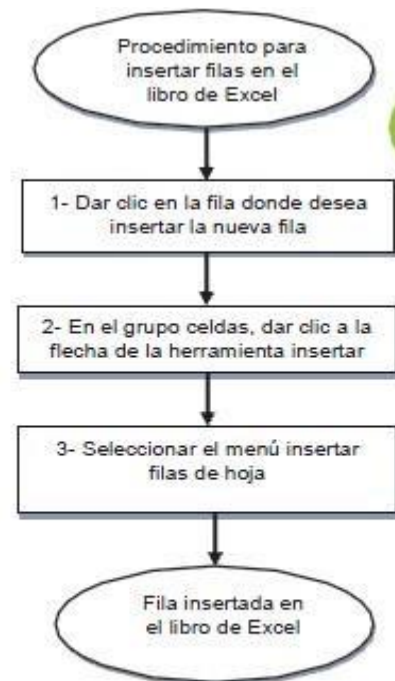 Procedimiento para
insertar filas en el
libro de Excel
1- Dar clic en la fila donde desea
insertar la nueva fila
2- En el grupo celdas, dar clic a la
flecha de la herramienta insertar
3- Seleccionar el menú insertar
filas de hoja
Fila insertada en
el libro de Excel